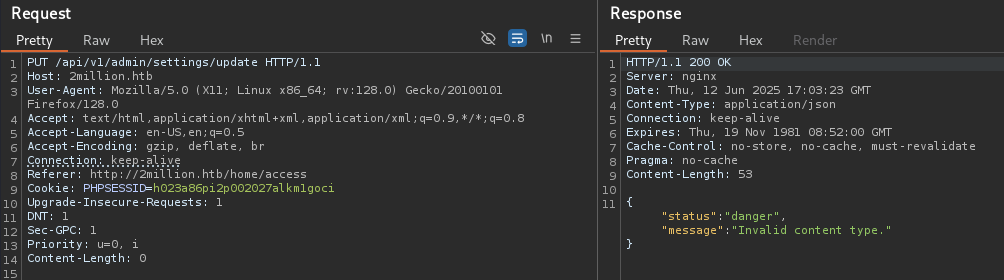 Request
Pretty Raw Hex
\n
1 PUT /api/v1/admin/settings/update HTTP/1.1
2 Host: 2million.htb
3 User-Agent: Mozilla/5.0 (X11; Linux x86_64; rv:128.0) Gecko/20100101
Firefox/128.0
4 Accept: text/html,application/xhtml+xml,application/xml;q=0.9,*/*;q=0.8
5 Accept-Language: en-US,en;q=0.5
6 Accept-Encoding: gzip, deflate, br
7 Connection: keep-alive
8 Referer: http://2million.htb/home/access
9 Cookie: PHPSESSID=h023a86pi2p002027alkm1goci
10 Upgrade-Insecure-Requests: 1
11 DNT: 1
12 Sec-GPC: 1
13 Priority: u=0, i
14 Content-Length: 0
15
Response
Pretty Raw Hex Render
1 HTTP/1.1 200 OK
2 Server: nginx
3 Date: Thu, 12 Jun 2025 17:03:23 GMT
4 Content-Type: application/json
5 Connection: keep-alive
6 Expires: Thu, 19 Nov 1981 08:52:00 GMT
7 Cache-Control: no-store, no-cache, must-revalidate
8 Pragma: no-cache
9 Content-Length: 53
10
11 {
"status":"danger",
"message":"Invalid content type."
}